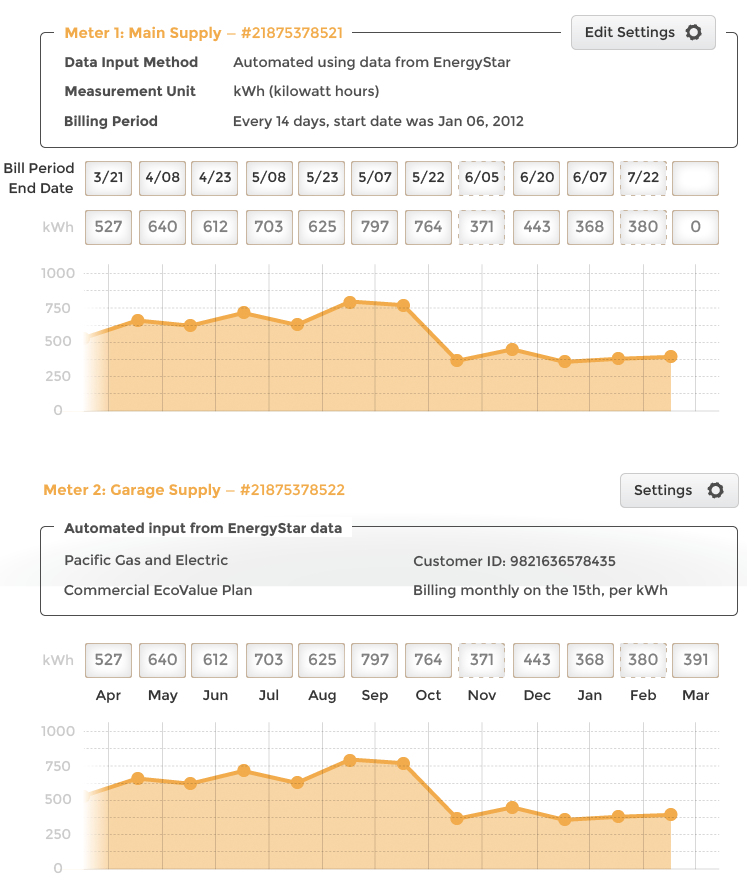 Meter 1: Main Supply – #21875378521
Edit Settings
Data Input Method Automated using data from EnergyStar
Measurement Unit kWh (kilowatt hours)
Billing Period Every 14 days, start date was Jan 06, 2012
Bill Period
End Date
3/21 4/08 4/23 5/08 5/23 5/07 5/22 6/05 6/20 6/07 7/22
kWh 527 640 612 703 625 797 764 371 443 368 380 0
1000
750
500
250
0
Meter 2: Garage Supply – #21875378522
Settings
Automated input from EnergyStar data
Pacific Gas and Electric Customer ID: 9821636578435
Commercial EcoValue Plan Billing monthly on the 15th, per kWh
kWh 527 640 612 703 625 797 764 371 443 368 380 391
Apr May Jun Jul Aug Sep Oct Nov Dec Jan Feb Mar
1000
750
500
250
0